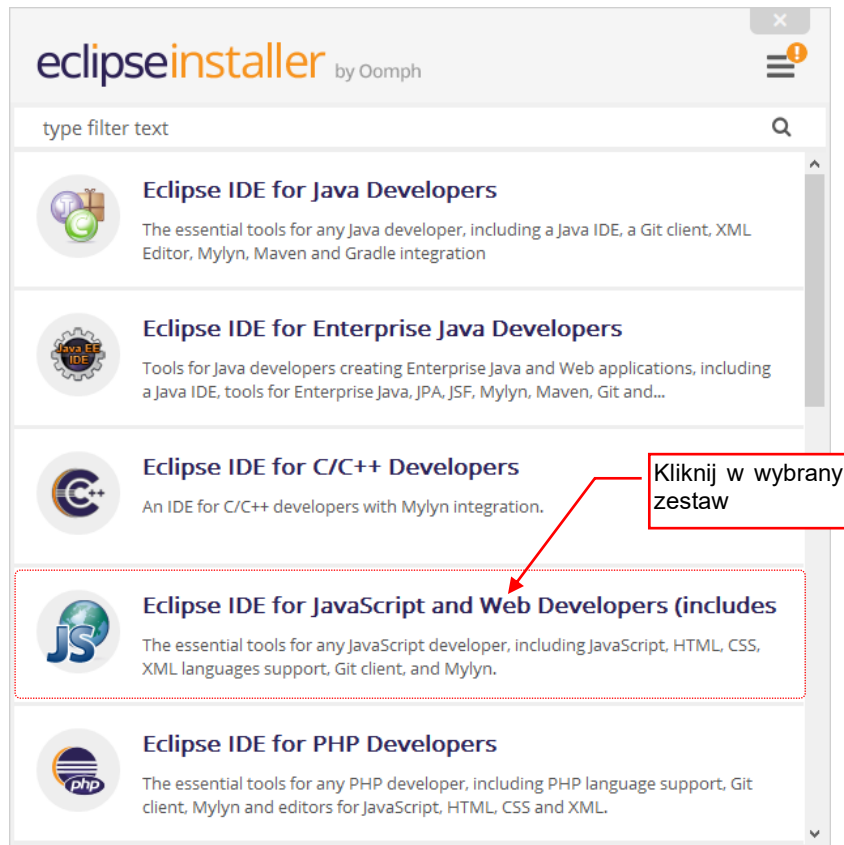 eclipseinstaller by Oomph
type filter text
Eclipse IDE for Java Developers
The essential tools for any Java developer, including a Java IDE, a Git client, XML
Editor, Mylyn, Maven and Gradle integration
Java EE
IDE
Eclipse IDE for Enterprise Java Developers
Tools for Java developers creating Enterprise Java and Web applications, including
a Java IDE, tools for Enterprise Java, JPA, JSF, Mylyn, Maven, Git and...
C++
Eclipse IDE for C/C++ Developers
An IDE for C/C++ developers with Mylyn integration.
Kliknij w wybrany
zestaw
JS
Eclipse IDE for JavaScript and Web Developers (includes
The essential tools for any JavaScript developer, including JavaScript, HTML, CSS,
XML languages support, Git client, and Mylyn.
php
Eclipse IDE for PHP Developers
The essential tools for any PHP developer, including PHP language support, Git
client, Mylyn and editors for JavaScript, HTML, CSS and XML.